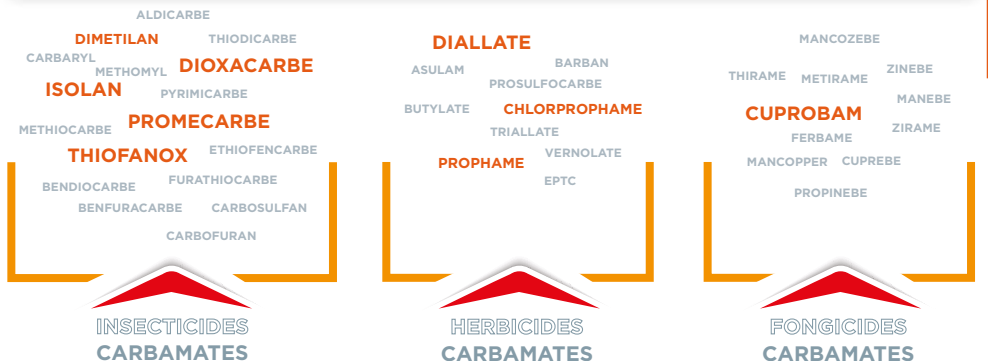 ALDICARBE
DIMETILAN
THIODICARBE
CARBARYL
METHOMYL
DIOXACARBE
ISOLAN
PYRIMICARBE
METHIOCARBE
PROMECARBE
THIOFANOX
ETHIOFENCARBE
BENDIOCARBE
FURATHIOCARBE
BENFURACARBE
CARBOSULFAN
CARBOFURAN
INSECTICIDES
CARBAMATES
DIALLATE
ASULAM
BARBAN
PROSULFOCARBE
BUTYLATE
CHLORPROPHAME
TRIALLATE
PROPHAME
VERNOLATE
EPTC
HERBICIDES
CARBAMATES
MANCOZEBE
THIRAME
METIRAME
ZINEBE
MANEBE
CUPROBAM
ZIRAME
FERBAME
MANCOPPER
CUPREBE
PROPINEBE
FONGICIDES
CARBAMATES